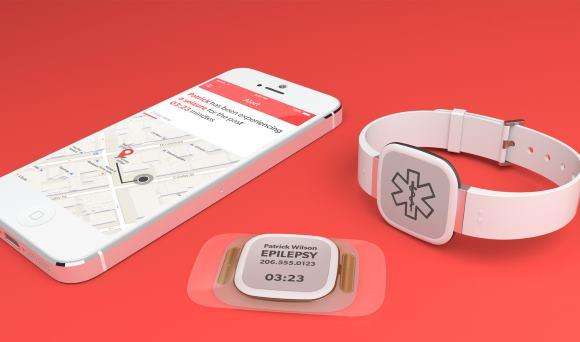 Alert
Patrick has been experiencing
a seizure for the past
03:23 minutes
Patrick Wilson
EPILEPSY
206.555.0123
03:23